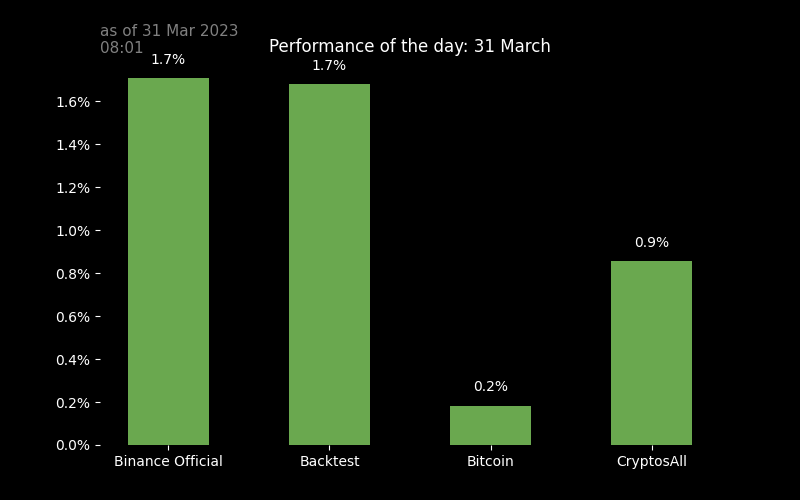 as of 31 Mar 2023
08:01
Performance of the day: 31 March
1.7%
1.7%
0.2%
0.9%
1.6%
1.4%
1.2%
1.0%
0.8%
0.6%
0.4%
0.2%
0.0%
Binance Official
Backtest
Bitcoin
CryptosAll